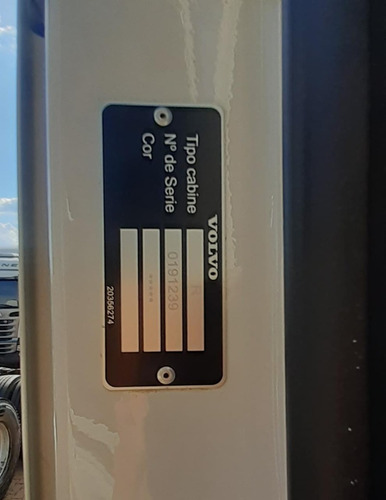 VOLVO
Tipo cabine
Nº de Serie 0191239
Cor *****
20356274